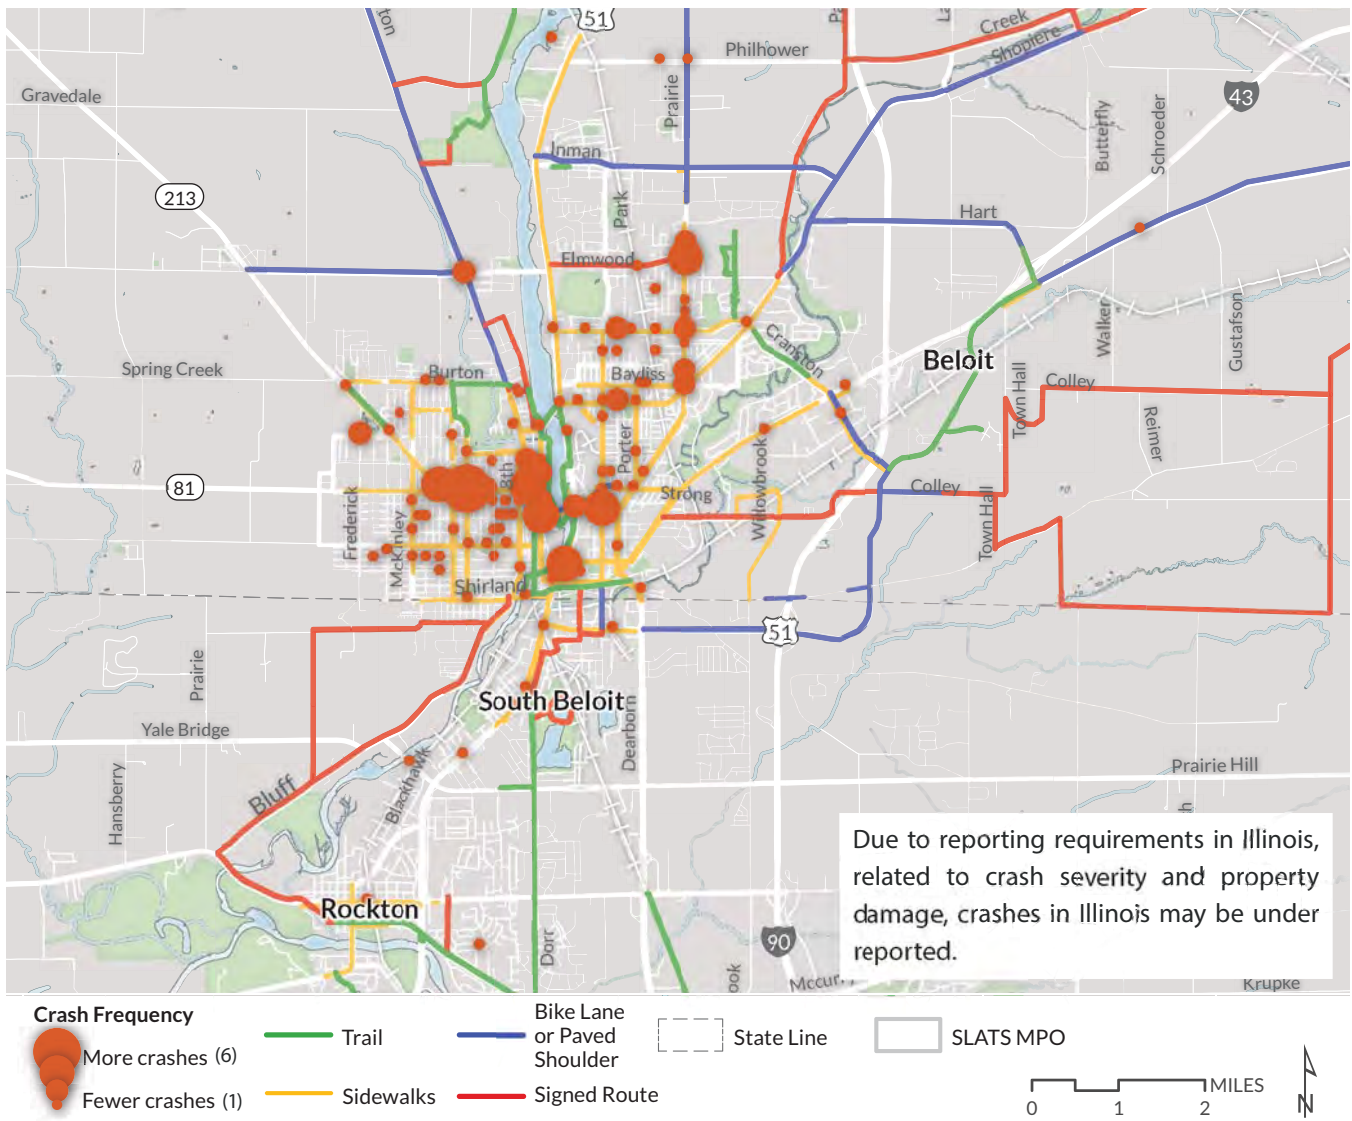 51
Creek
Philhower
Shopiere
Gravedale
Prairie
43
Butterfly
Schroeder
Inman
213
Park
Hart
Elmwood
Gustafson
Walker
Cranston
Beloit
Spring Creek
Burton
Bayliss
Town Hall
Colley
Reimer
Porter
8th
Willowbrook
81
Strong
Colley
Frederick
McKinley
Town Hall
Shirland
51
Prairie
South Beloit
Dearborn
Yale Bridge
Blackhawk
Prairie Hill
Hansberry
Bluff
Due to reporting requirements in Illinois,
related to crash severity and property
damage, crashes in Illinois may be under
reported.
Rockton
Dorr
90
ook
Krupke
Crash Frequency
More crashes (6)
Fewer crashes (1)
Trail
Sidewalks
Bike Lane
or Paved
Shoulder
Signed Route
State Line
SLATS MPO
MILES
0 1 2
N